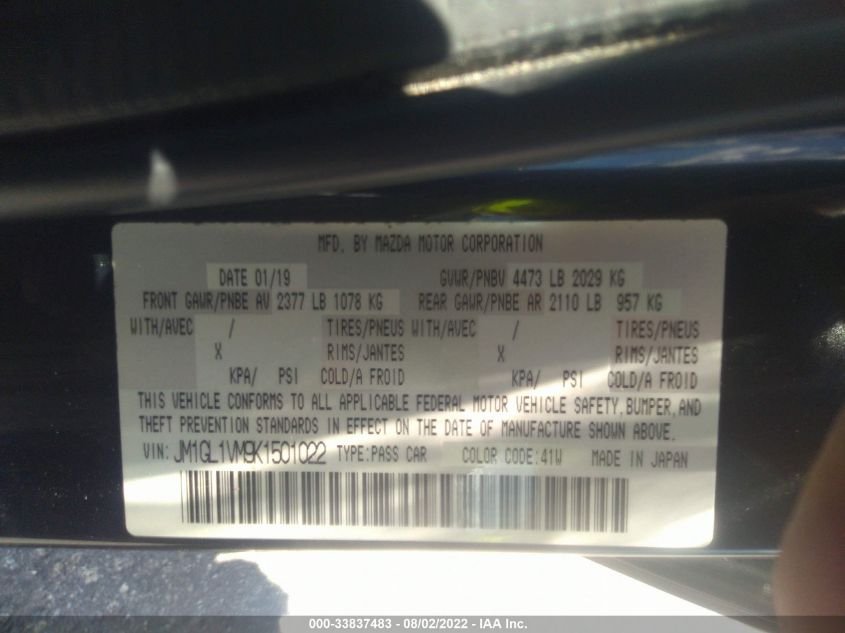 MFD. BY MAZDA MOTOR CORPORATION
DATE 01/19 GVWR/PNBV 4473 LB 2029 KG
FRONT GAWR/PNBE AV 2377 LB 1078 KG REAR GAWR/PNBE AR 2110 LB 957 KG
WITH/AVEC / TIRES/PNEUS WITH/AVEC / TIRES/PNEUS
X RIMS/JANTES X RIMS/JANTES
KPA/ PSI COLD/A FROID KPA/ PSI COLD/A FROID
THIS VEHICLE CONFORMS TO ALL APPLICABLE FEDERAL MOTOR VEHICLE SAFETY, BUMPER, AND
THEFT PREVENTION STANDARDS IN EFFECT ON THE DATE OF MANUFACTURE SHOWN ABOVE.
VIN: JM1GL1VM9K1501022 TYPE:PASS CAR COLOR CODE:41W MADE IN JAPAN
000-33837483 - 08/02/2022 - IAA Inc.